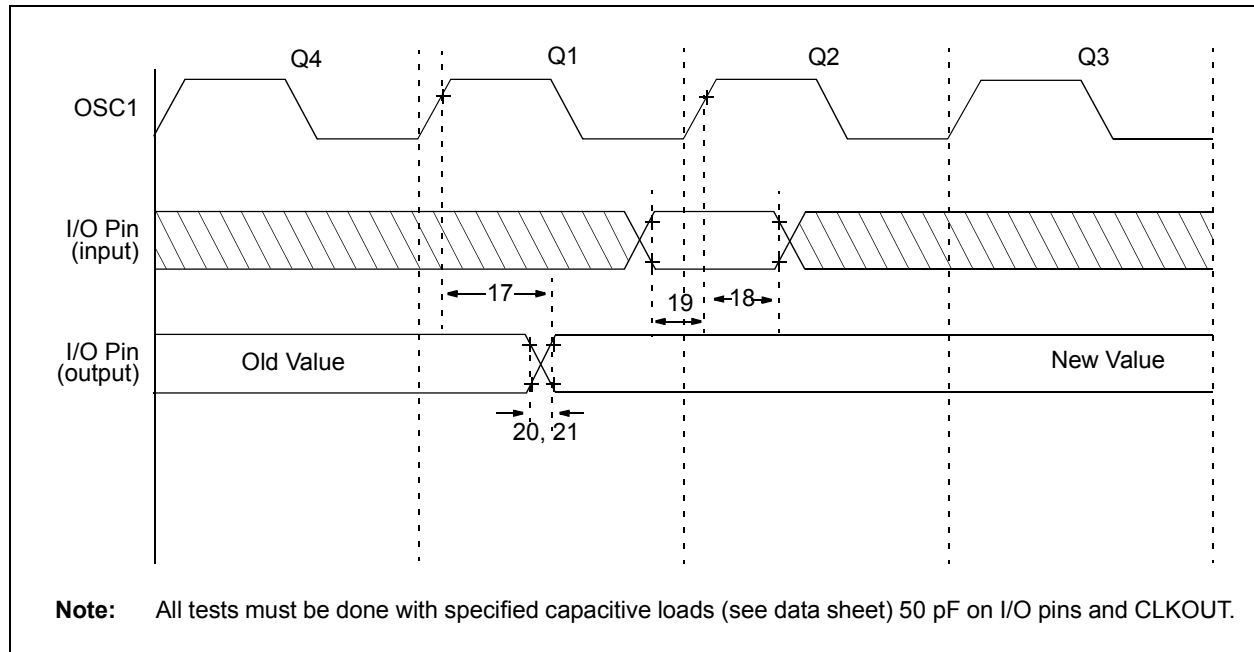 Q4 Q1 Q2 Q3
OSC1
I/O Pin
(input)
17 19 18
I/O Pin
(output)
Old Value New Value
20, 21
Note: All tests must be done with specified capacitive loads (see data sheet) 50 pF on I/O pins and CLKOUT.